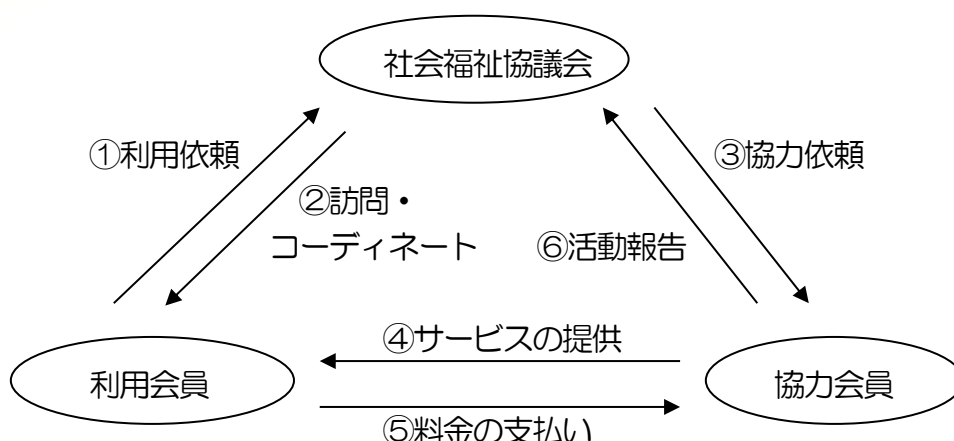 社会福祉協議会
①利用依頼
③協力依頼
②訪問・
コーディネート
⑥活動報告
④サービスの提供
利用会員
協力会員
⑤料金の支払い